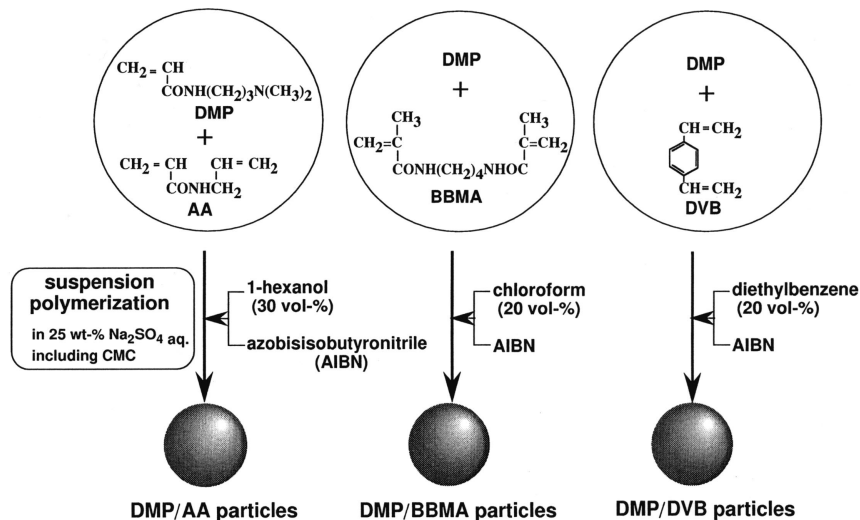 CH2=CH
CONH(CH2)3N(CH3)2
DMP
+
CH2=CH CH=CH2
CONHCH2
AA
DMP
+
CH3 CH3
CH2=C C=CH2
CONH(CH2)4NHOC
BBMA
DMP
+
CH=CH2
CH=CH2
DVB
suspension
polymerization
in 25 wt-% Na2SO4 aq.
including CMC
1-hexanol
(30 vol-%)
azobisisobutyronitrile
(AIBN)
chloroform
(20 vol-%)
AIBN
diethylbenzene
(20 vol-%)
AIBN
DMP/AA particles
DMP/BBMA particles
DMP/DVB particles